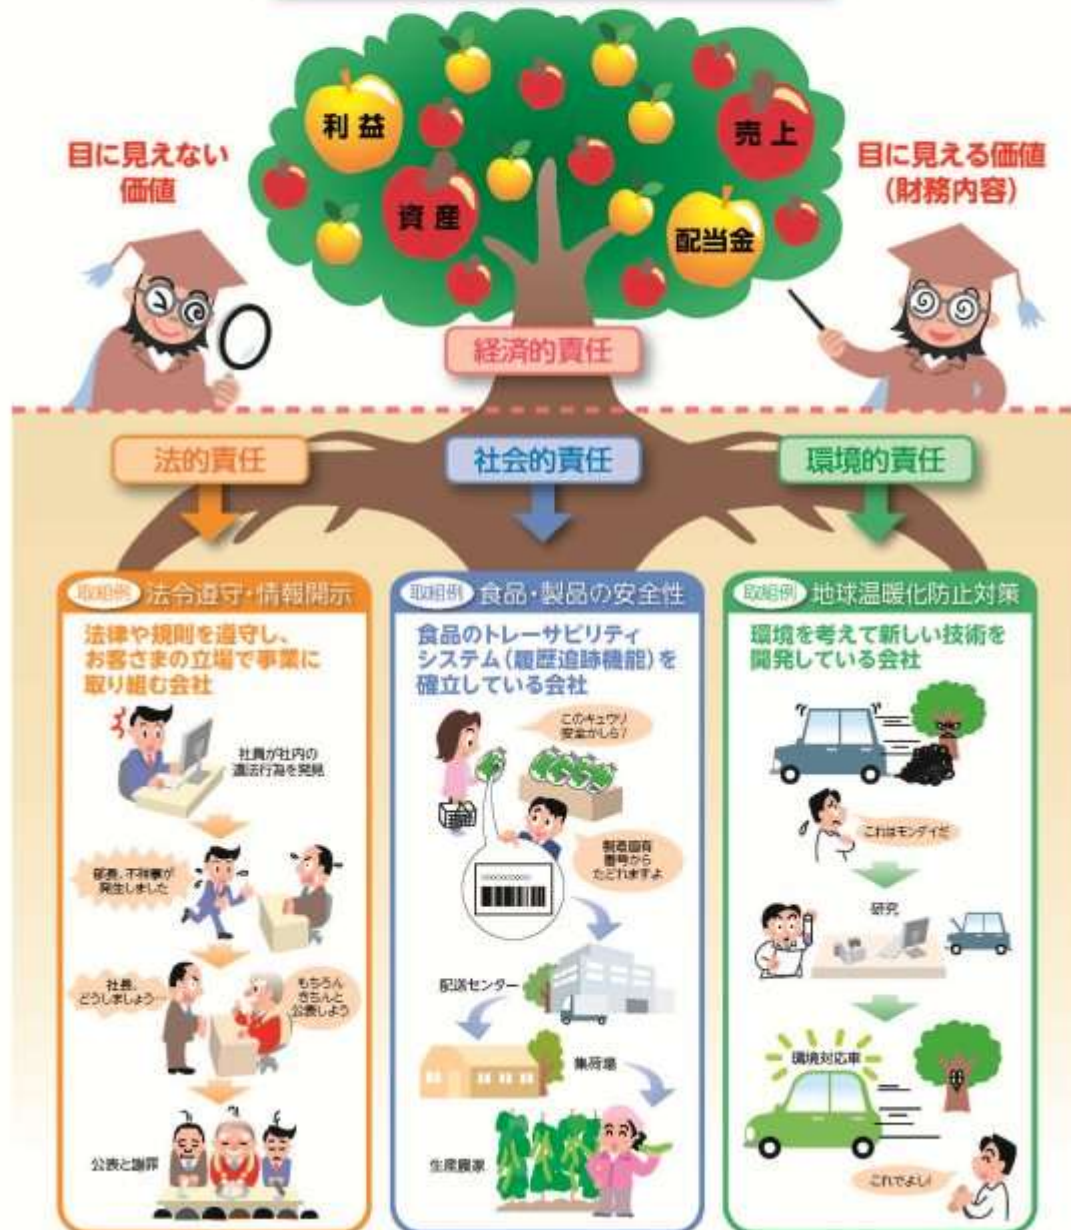 目に見えない
価値
目に見える価値
(財務内容)
利益
売上
資産
配当金
経済的責任
法的責任
社会的責任
環境的責任
取組例 法令遵守・情報開示
法律や規則を遵守し、
お客さまの立場で事業に
取り組む会社
社員が社内の
違法行為を発見
部長、不祥事が
発生しました
社長、
どうしましょう…
もちろん
きちんと
公表しよう
公表と謝罪
取組例 食品・製品の安全性
食品のトレーサビリティ
システム(履歴追跡機能)を
確立している会社
このキュウリ
安全かしら?
製造固有
番号から
たどれますよ
配送センター
集荷場
生産農家
取組例 地球温暖化防止対策
環境を考えて新しい技術を
開発している会社
これはモンダイだ
研究
環境対応車
これでよし!